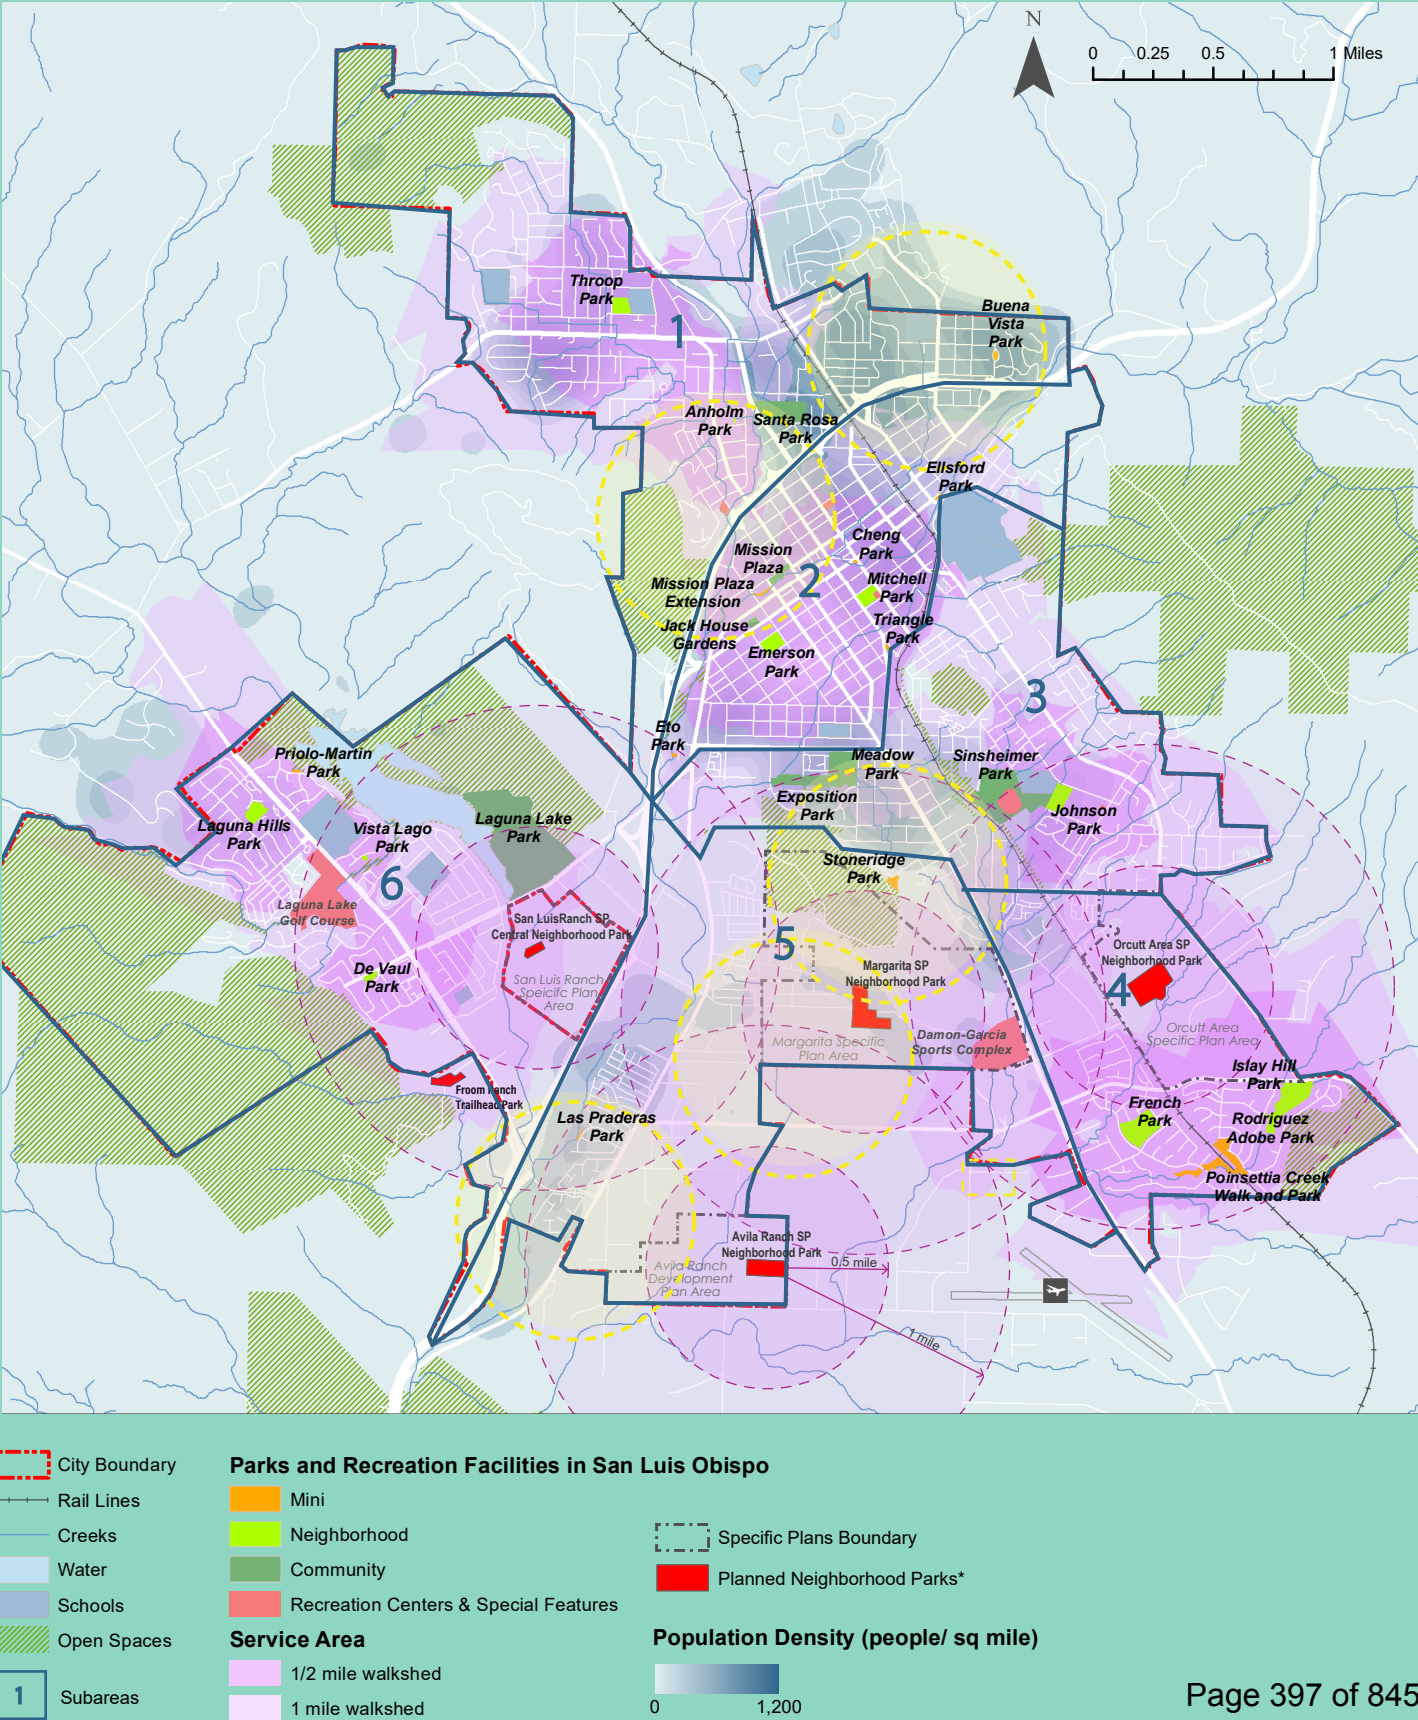 N
0 0.25 0.5 1 Miles
Throop
Park
1
Buena
Vista
Park
Anholm
Park
Santa Rosa
Park
Ellsford
Park
Cheng
Park
Mission
Plaza
2
Mitchell
Park
Mission Plaza
Extension
Triangle
Park
Jack House
Gardens
Emerson
Park
3
Eto
Park
Meadow
Park
Sinsheimer
Park
Priolo-Martin
Park
Exposition
Park
Johnson
Park
Laguna Hills
Park
Vista Lago
Park
Laguna Lake
Park
Stoneridge
Park
6
Laguna Lake
Golf Course
San LuisRanch SP
Central Neighborhood Park
5
Orcutt Area SP
Neighborhood Park
De Vaul
Park
San Luis Ranch
Speicifc Plan
Area
Margarita SP
Neighborhood Park
4
Margarita Specific
Plan Area
Damon-Garcia
Sports Complex
Orcutt Area
Specific Plan Area
Froom Ranch
Trailhead Park
Islay Hill
Park
Las Praderas
Park
French
Park
Rodriguez
Adobe Park
Poinsettia Creek
Walk and Park
Avila Ranch SP
Neighborhood Park
Avila Ranch
Development
Plan Area
0.5 mile
1 mile
City Boundary
Rail Lines
Creeks
Water
Schools
Open Spaces
1 Subareas
Parks and Recreation Facilities in San Luis Obispo
Mini
Neighborhood
Community
Recreation Centers & Special Features
Service Area
1/2 mile walkshed
1 mile walkshed
Specific Plans Boundary
Planned Neighborhood Parks*
Population Density (people/ sq mile)
0 1,200
Page 397 of 845